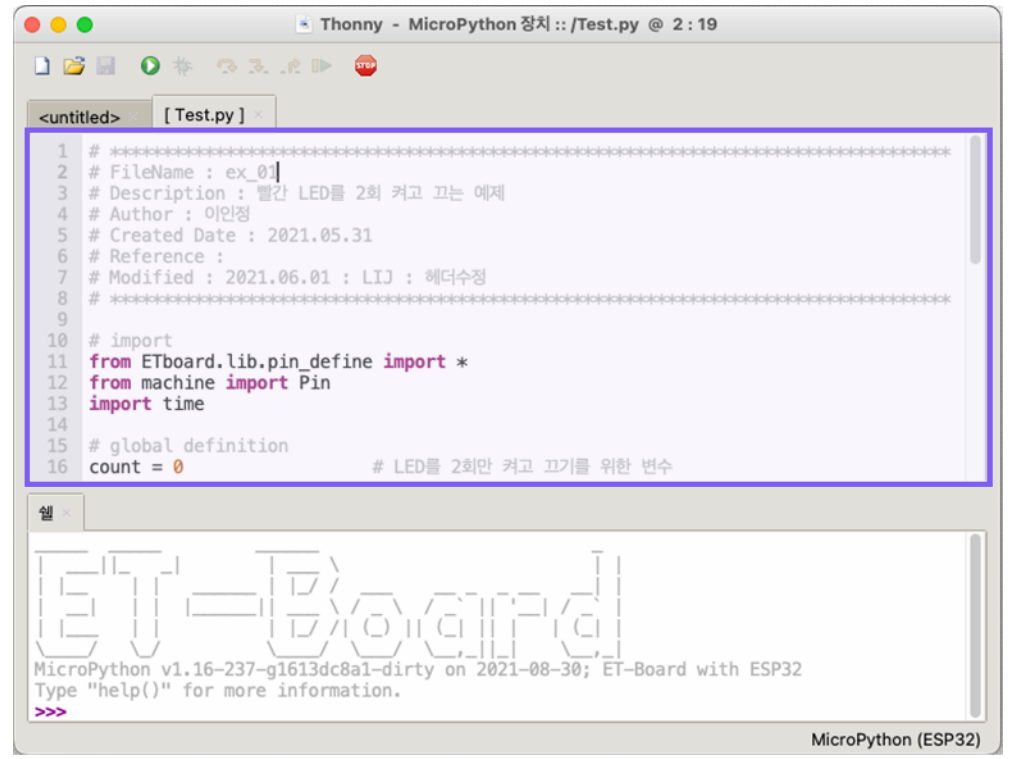 Thonny - MicroPython 장치 :: /Test.py @ 2 : 19
STOP
<untitled>
[ Test.py ]
1 # ********************************************************************************
2 # FileName : ex_01
3 # Description : 빨간 LED를 2회 켜고 끄는 예제
4 # Author : 이인정
5 # Created Date : 2021.05.31
6 # Reference :
7 # Modified : 2021.06.01 : LIJ : 헤더수정
8 # ********************************************************************************
9
10 # import
11 from ETboard.lib.pin_define import *
12 from machine import Pin
13 import time
14
15 # global definition
16 count = 0 # LED를 2회만 켜고 끄기를 위한 변수
쉘
ET-Board
MicroPython v1.16-237-g1613dc8a1-dirty on 2021-08-30; ET-Board with ESP32
Type "help()" for more information.
>>>
MicroPython (ESP32)